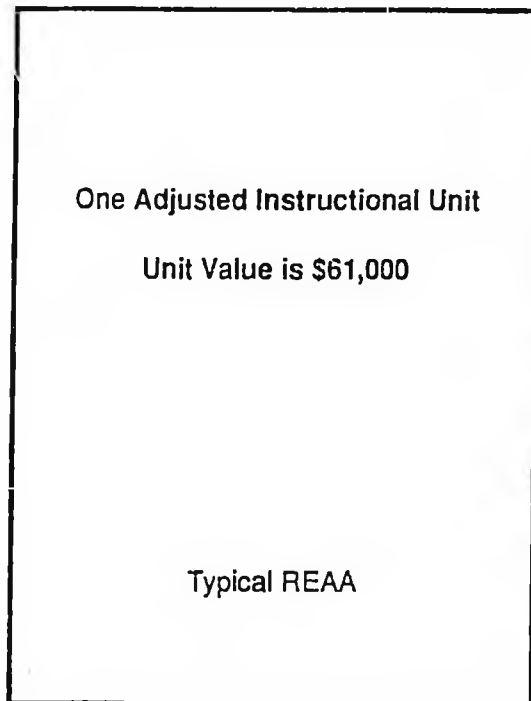 One Adjusted Instructional Unit
Unit Value is $61,000
Typical REAA